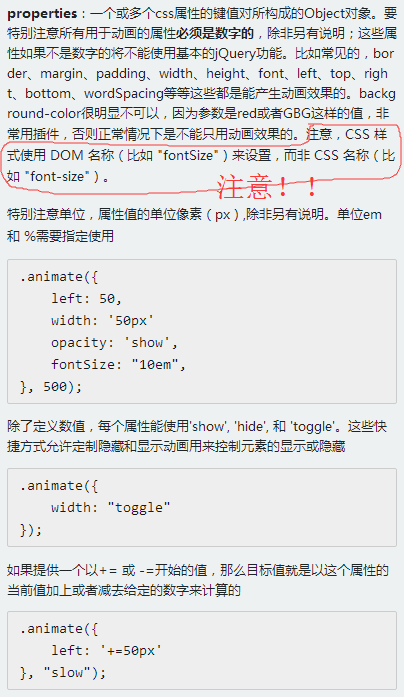 properties：一个或多个css属性的键值对所构成的Object对象。要
特别注意所有用于动画的属性必须是数字的，除非另有说明；这些属
性如果不是数字的将不能使用基本的jQuery功能。比如常见的，bor
der、margin、padding、width、height、font、left、top、righ
t、bottom、wordSpacing等等这些都是能产生动画效果的。backg
round-color很明显不可以，因为参数是red或者GBG这样的值，非
常用插件，否则正常情况下是不能只用动画效果的。注意，CSS 样
式使用 DOM 名称（比如 "fontSize"）来设置，而非 CSS 名称（比
如 "font-size"）。
注意！！
特别注意单位，属性值的单位像素（px）,除非另有说明。单位em
和 %需要指定使用
.animate({
    left: 50,
    width: '50px'
    opacity: 'show',
    fontSize: "10em",
}, 500);
除了定义数值，每个属性能使用'show', 'hide', 和 'toggle'。这些快
捷方式允许定制隐藏和显示动画用来控制元素的显示或隐藏
.animate({
    width: "toggle"
});
如果提供一个以+= 或 -=开始的值，那么目标值就是以这个属性的
当前值加上或者减去给定的数字来计算的
.animate({
    left: '+=50px'
}, "slow");